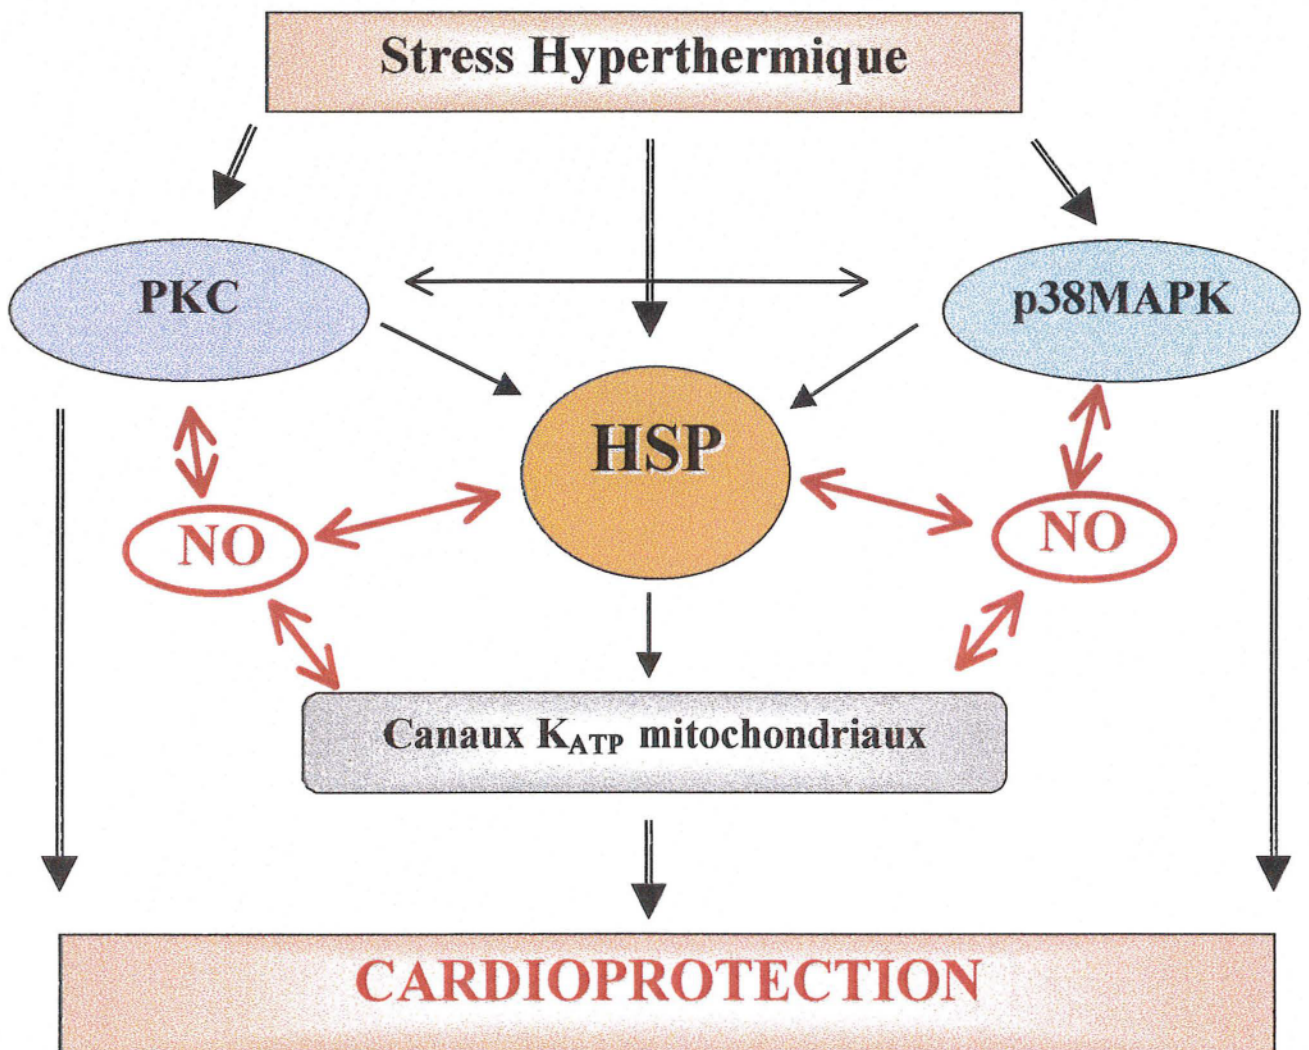 Stress Hyperthermique
PKC
p38MAPK
HSP
NO
NO
Canaux KATP mitochondriaux
CARDIOPROTECTION